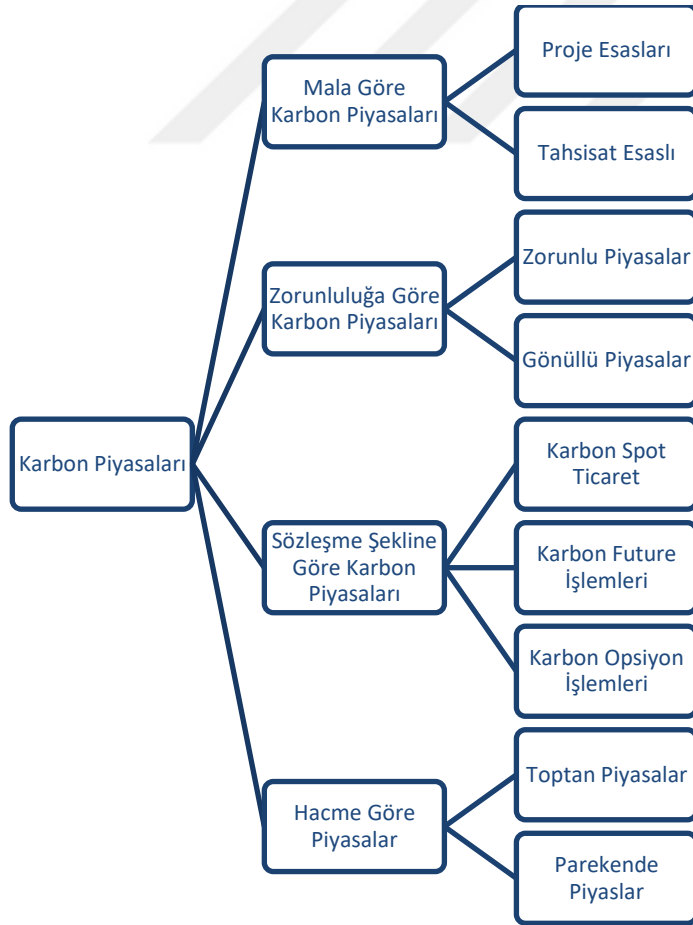 Karbon Piyasaları
Mala Göre
Karbon Piyasaları
Proje Esasları
Tahsisat Esaslı
Zorunluluğa Göre
Karbon Piyasaları
Zorunlu Piyasalar
Gönüllü Piyasalar
Sözleşme Şekline
Göre Karbon
Piyasaları
Karbon Spot
Ticaret
Karbon Future
İşlemleri
Karbon Opsiyon
İşlemleri
Hacme Göre
Piyasalar
Toptan Piyasalar
Parekende
Piyaslar